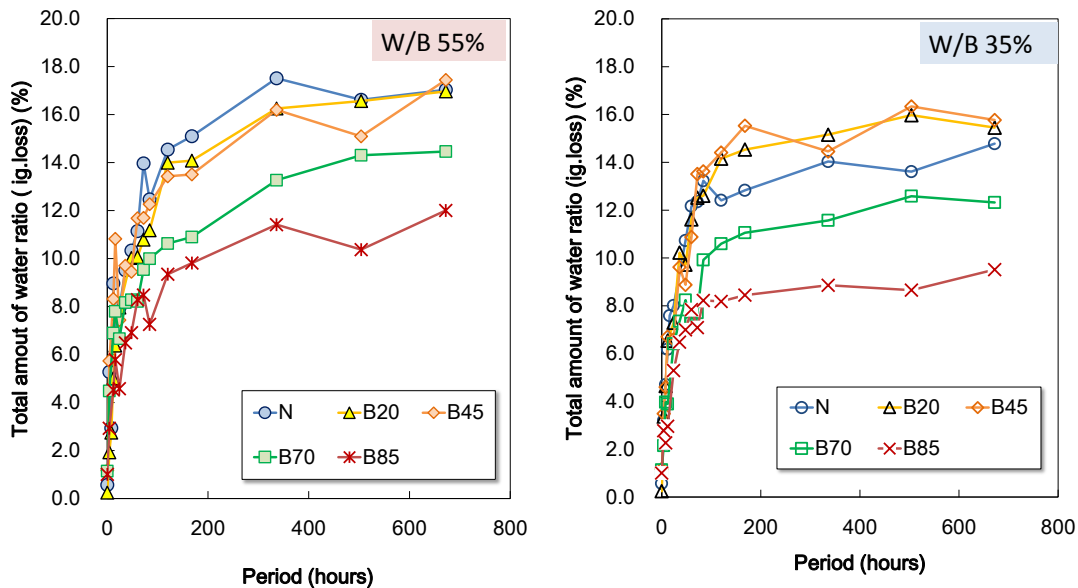 W/B 55%
Total amout of water ratio ( ig.loss) (%)
20.0
18.0
16.0
14.0
12.0
10.0
8.0
6.0
4.0
2.0
0.0
N B20 B45
B70 B85
0 200 400 600 800
Period (hours)
W/B 35%
Total amount of water ratio (ig.loss) (%)
20.0
18.0
16.0
14.0
12.0
10.0
8.0
6.0
4.0
2.0
0.0
N B20 B45
B70 B85
0 200 400 600 800
Period (hours)